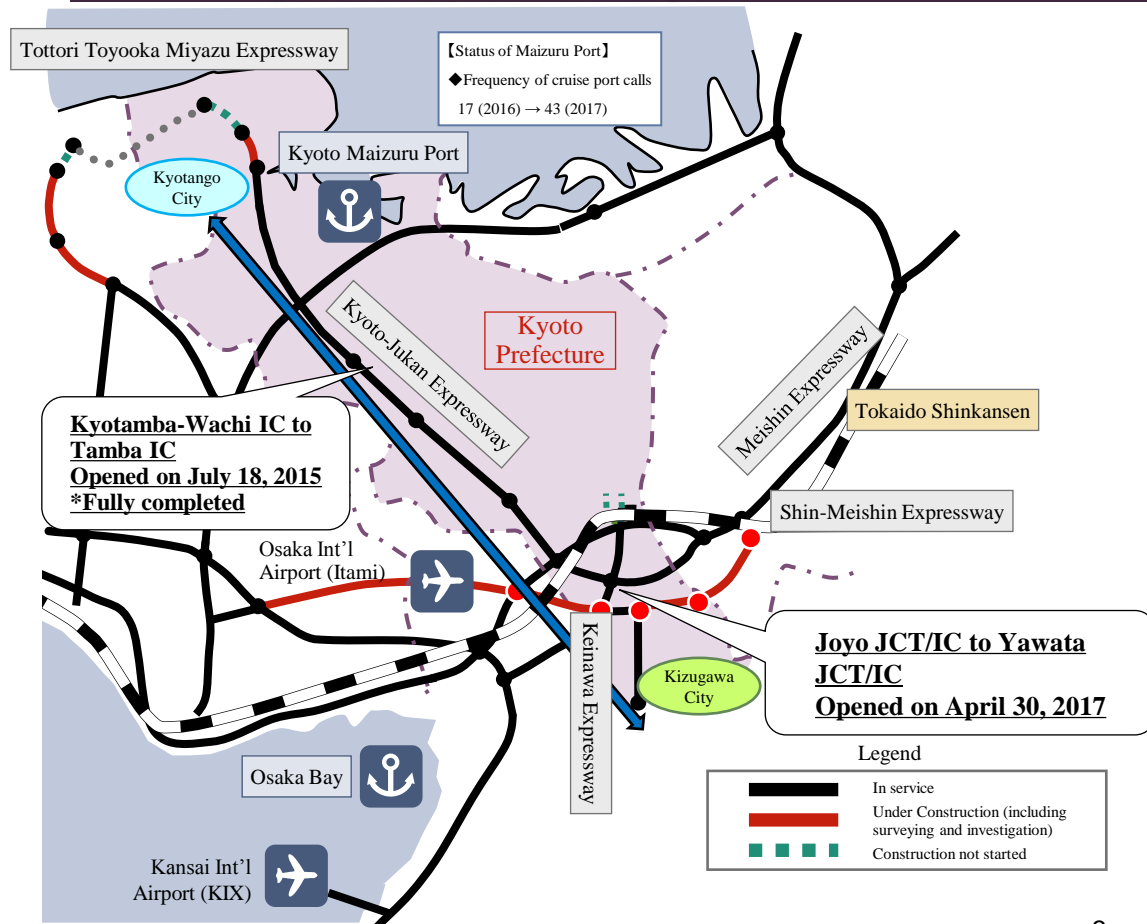 Tottori Toyooka Miyazu Expressway
【Status of Maizuru Port】
◆Frequency of cruise port calls
17 (2016) → 43 (2017)
Kyoto Maizuru Port
Kyotango
City
Kyoto-Jukan Expressway
Kyoto
Prefecture
Meishin Expressway
Tokaido Shinkansen
Kyotamba-Wachi IC to
Tamba IC
Opened on July 18, 2015
*Fully completed
Shin-Meishin Expressway
Osaka Int'l
Airport (Itami)
Keinawa Expressway
Joyo JCT/IC to Yawata
JCT/IC
Opened on April 30, 2017
Kizugawa
City
Osaka Bay
Kansai Int'l
Airport (KIX)
Legend
In service
Under Construction (including
surveying and investigation)
Construction not started